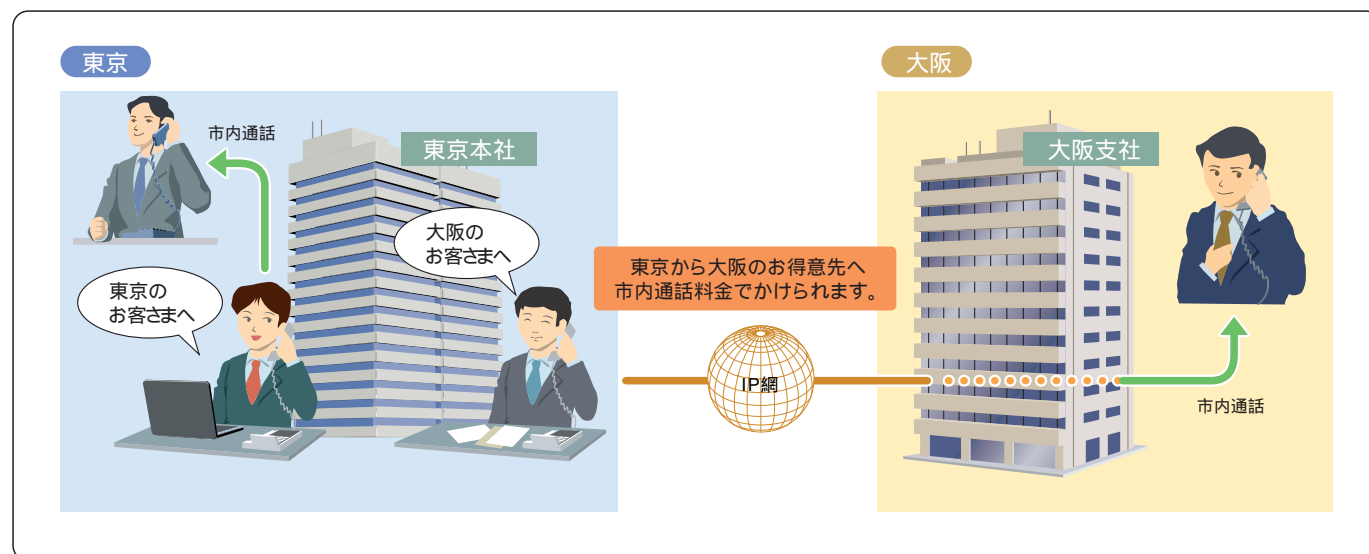 東京
大阪
市内通話
東京本社
大阪支社
大阪の
お客さまへ
東京から大阪のお得意先へ
市内通話料金でかけられます。
東京の
お客さまへ
IP網
市内通話